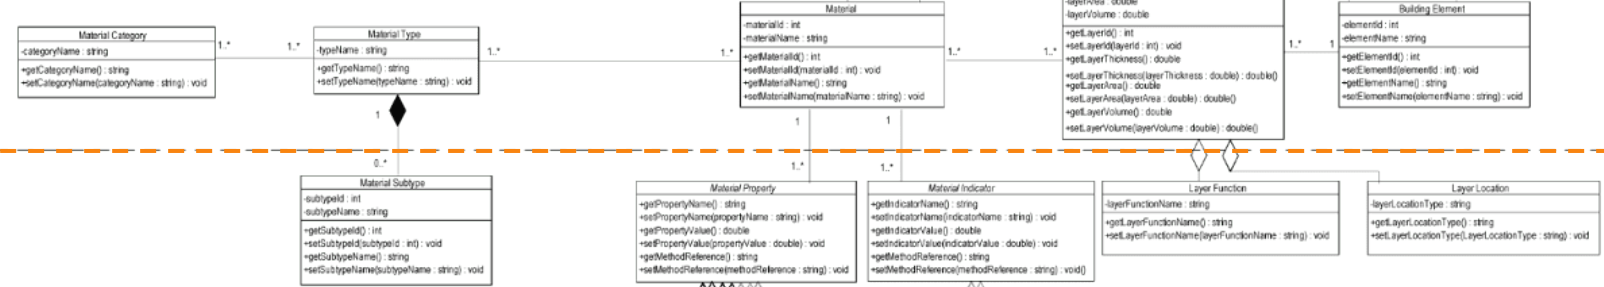 Material Category
-categoryName : string
+getCategoryName() : string
+setCategoryName(categoryName : string) : void
1..*
1..*
Material Type
-typeName : string
+getTypeName() : string
+setTypeName(typeName : string) : void
1..*
1..*
1
0..*
Material Subtype
-subtypeId : int
-subtypeName : string
+getSubtypeId() : int
+setSubtypeId(subtypeId : int) : void
+getSubtypeName() : string
+setSubtypeName(subtypeName : string) : void
Material
-materialId : int
-materialName : string
+getMaterialId() : int
+setMaterialId(materialId : int) : void
+getMaterialName() : string
+setMaterialName(materialName : string) : void
1..*
1..*
1
1
1..*
1..*
Material Property
+getPropertyName() : string
+setPropertyName(propertyName : string) : void
+getPropertyValue() : double
+setPropertyValue(propertyValue : double) : void
+getMethodReference() : string
+setMethodReference(methodReference : string) : void
Material Indicator
+getIndicatorName() : string
+setIndicatorName(indicatorName : string) : void
+getIndicatorValue() : double
+setIndicatorValue(indicatorValue : double) : void
+getMethodReference() : string
+setMethodReference(methodReference : string) : void()
-layerArea : double
-layerVolume : double
+getLayerId() : int
+setLayerId(layerId : int) : void
+getLayerThickness() : double
+setLayerThickness(layerThickness : double) : double()
+getLayerArea() : double
+setLayerArea(layerArea : double) : double()
+getLayerVolume() : double
+setLayerVolume(layerVolume : double) : double()
1..*
1
Building Element
-elementId : int
-elementName : string
+getElementId() : int
+setElementId(elementId : int) : void
+getElementName() : string
+setElementName(elementName : string) : void
Layer Function
-layerFunctionName : string
+getLayerFunctionName() : string
+setLayerFunctionName(layerFunctionName : string) : void
Layer Location
-layerLocationType : string
+getLayerLocationType() : string
+setLayerLocationType(LayerLocationType : string) : void